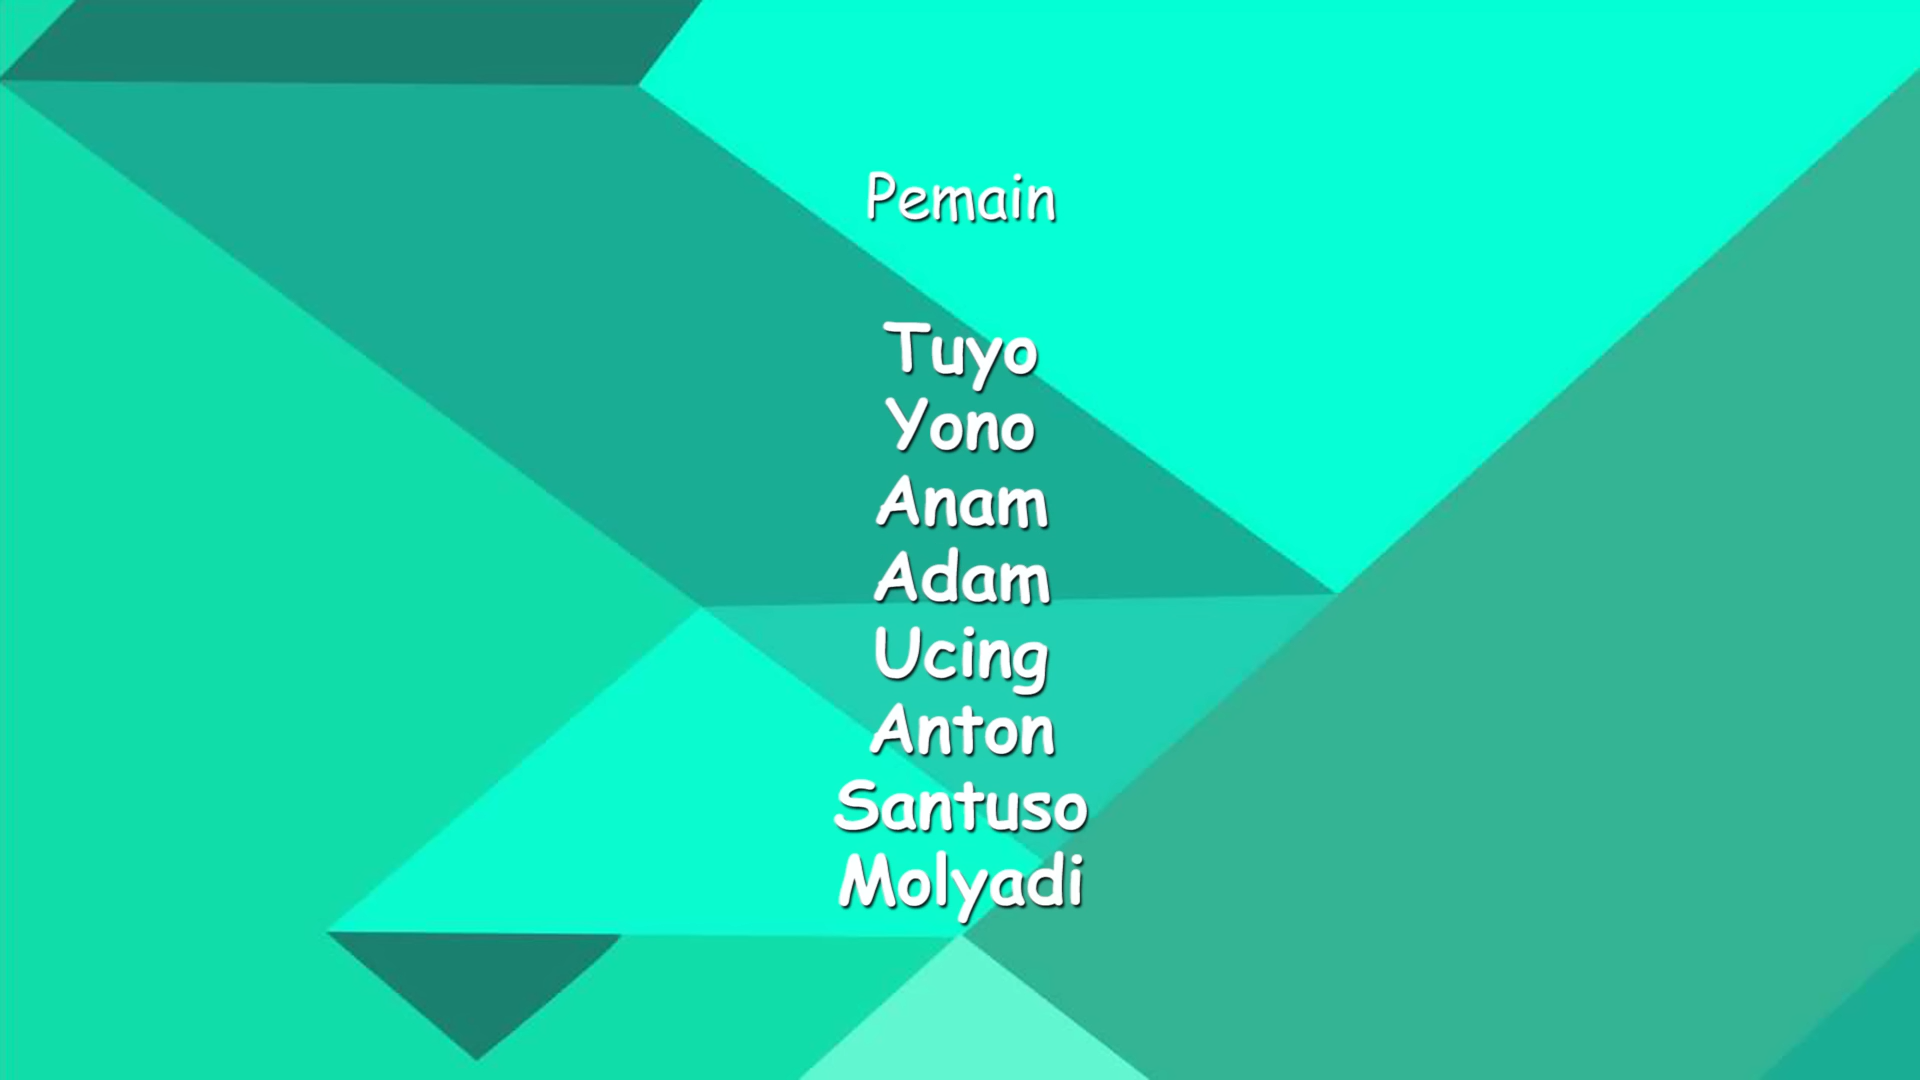 Pemain
Tuyo
Yono
Anam
Adam
Ucing
Anton
Santuso
Molyadi